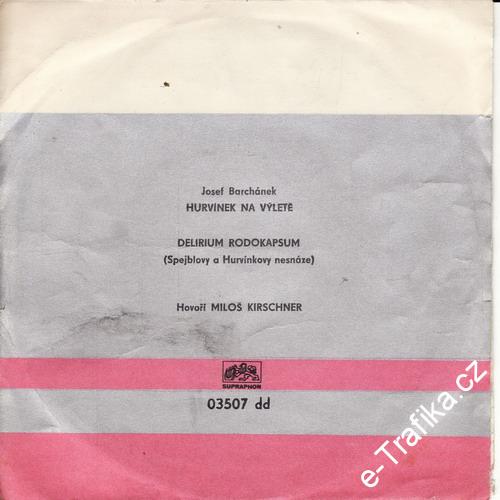 Josef Barchánek
HURVÍNEK NA VÝLETĚ
DELIRIUM RODOKAPSUM
(Spejblovy a Hurvínkovy nesnáze)
Hovoří MILOŠ KIRSCHNER
SUPRAPHON
03507 dd
e-Trafika.cz